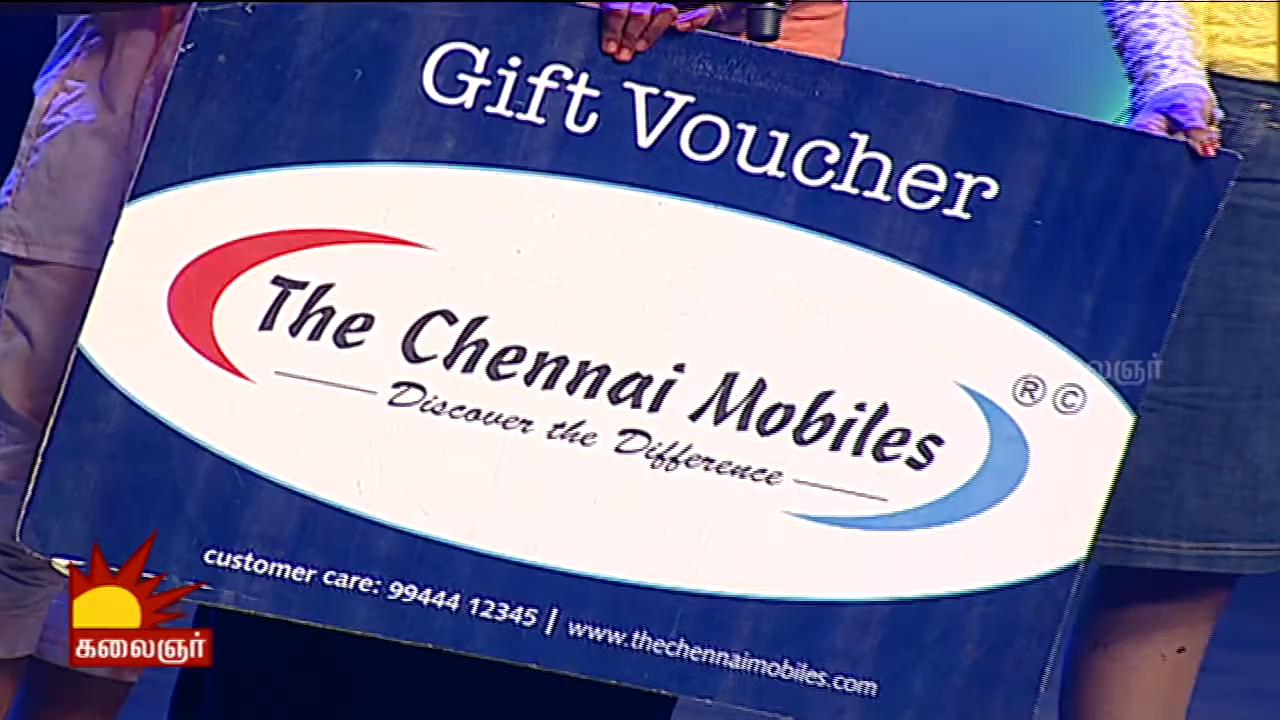 Gift Voucher
The Chennai Mobiles
® ©
Discover the Difference
customer care: 99444 12345 | www.thechennaimobiles.com
கலைஞர்